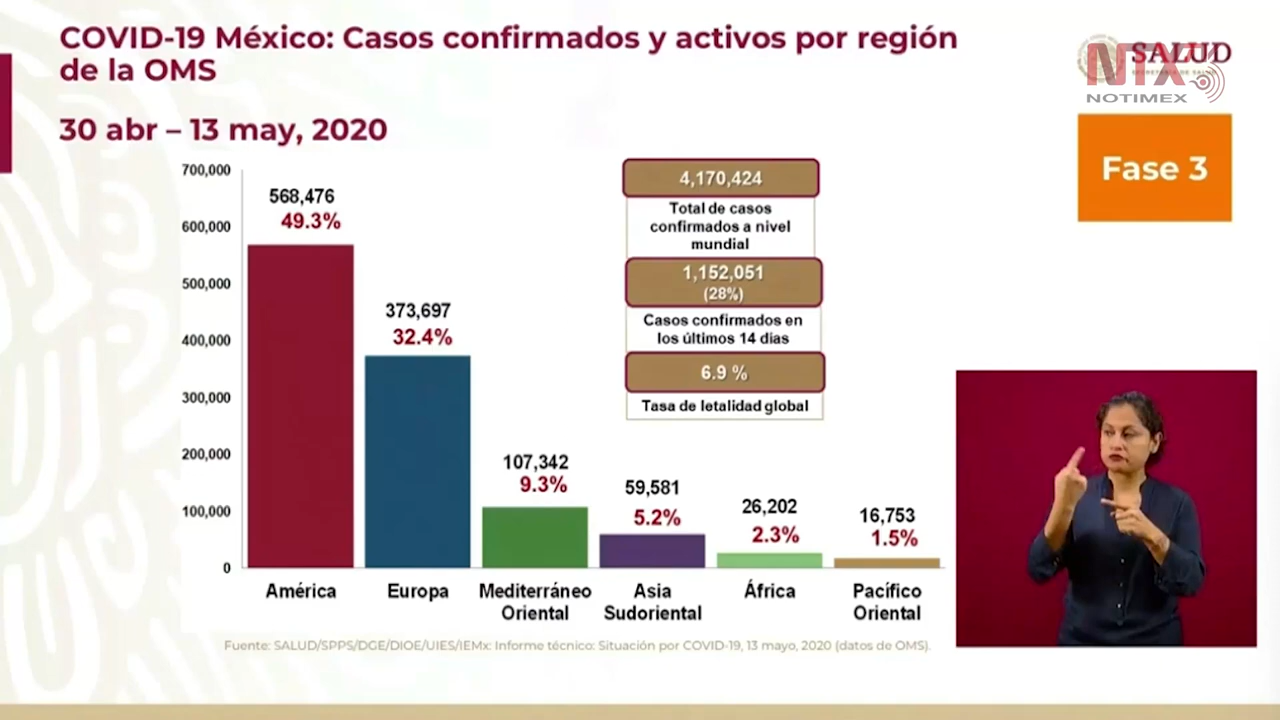 COVID-19 México: Casos confirmados y activos por región
de la OMS
30 abr – 13 may, 2020
SALUD
SECRETARÍA DE SALUD
NTX
NOTIMEX
Fase 3
700,000
600,000
500,000
400,000
300,000
200,000
100,000
0
568,476
49.3%
373,697
32.4%
107,342
9.3%
59,581
5.2%
26,202
2.3%
16,753
1.5%
4,170,424
Total de casos
confirmados a nivel
mundial
1,152,051
(28%)
Casos confirmados en
los últimos 14 dias
6.9 %
Tasa de letalidad global
América
Europa
Mediterráneo
Oriental
Asia
Sudoriental
África
Pacífico
Oriental
Fuente: SALUD/SPPS/DGE/DIOE/UIES/IEMx: Informe técnico: Situación por COVID-19, 13 mayo, 2020 (datos de OMS).